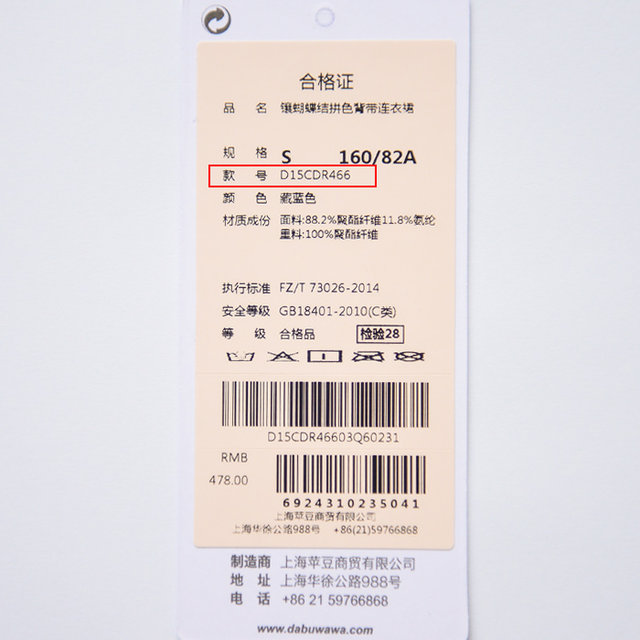 合格证
品 名 镶蝴蝶结拼色背带连衣裙
规 格 S 160/82A
款 号 D15CDR466
颜 色 藏蓝色
材质成份 面料:88.2%聚酯纤维11.8%氨纶
里料:100%聚酯纤维
执行标准 FZ/T 73026-2014
安全等级 GB18401-2010(C类)
等 级 合格品 检验28
D15CDR46603Q60231
RMB
478.00
6924310235041
上海苹豆商贸有限公司
上海华徐公路988号 +86(21)59766868
制造商 上海苹豆商贸有限公司
地 址 上海华徐公路988号
电 话 +86 21 59766868
www.dabuwawa.com